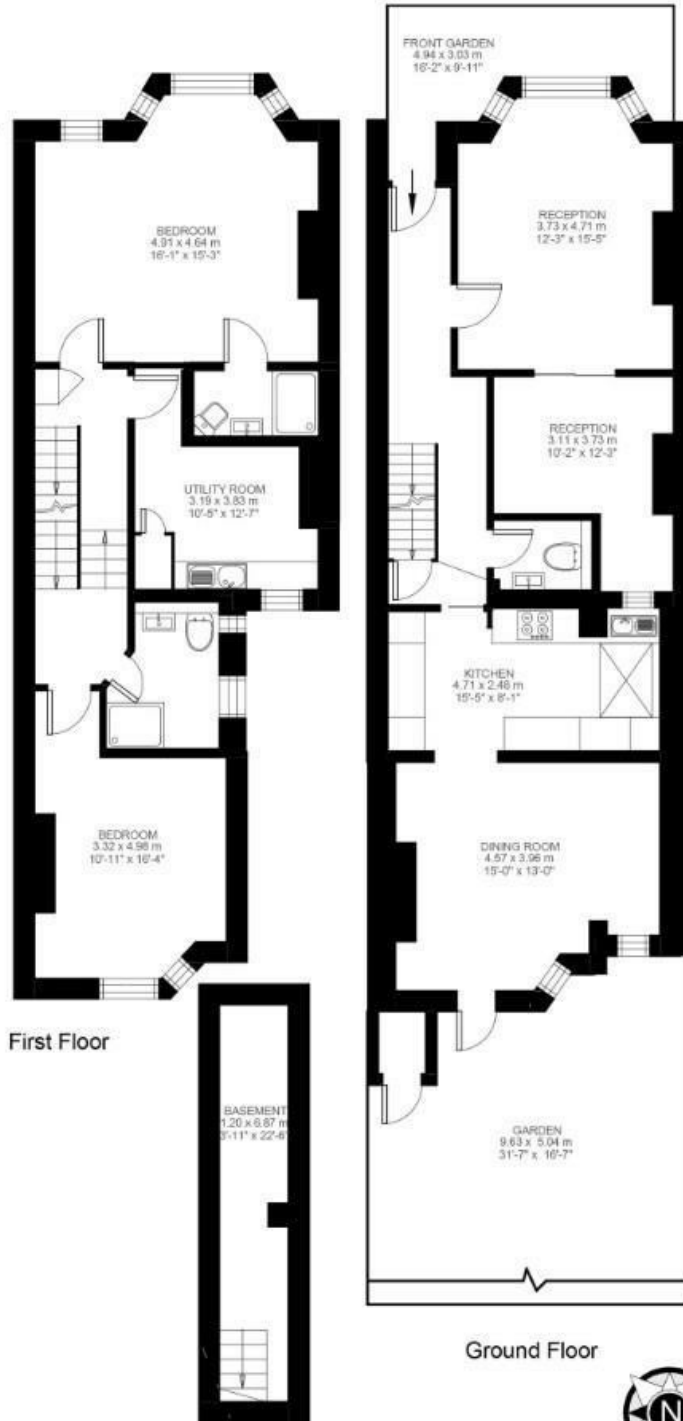 FRONT GARDEN
4.94 x 3.03 m
16'-2" x 9'-11"
BEDROOM
4.91 x 4.64 m
16'-1" x 15'-3"
RECEPTION
3.73 x 4.71 m
12'-3" x 15'-5"
RECEPTION
3.11 x 3.73 m
10'-2" x 12'-3"
UTILITY ROOM
3.19 x 3.83 m
10'-5" x 12'-7"
KITCHEN
4.71 x 2.48 m
15'-5" x 8'-1"
BEDROOM
3.32 x 4.98 m
10'-11" x 16'-4"
DINING ROOM
4.57 x 3.96 m
15'-0" x 13'-0"
First Floor
BASEMENT
1.20 x 6.87 m
3'-11" x 22'-6"
GARDEN
9.63 x 5.04 m
31'-7" x 16'-7"
Ground Floor
N